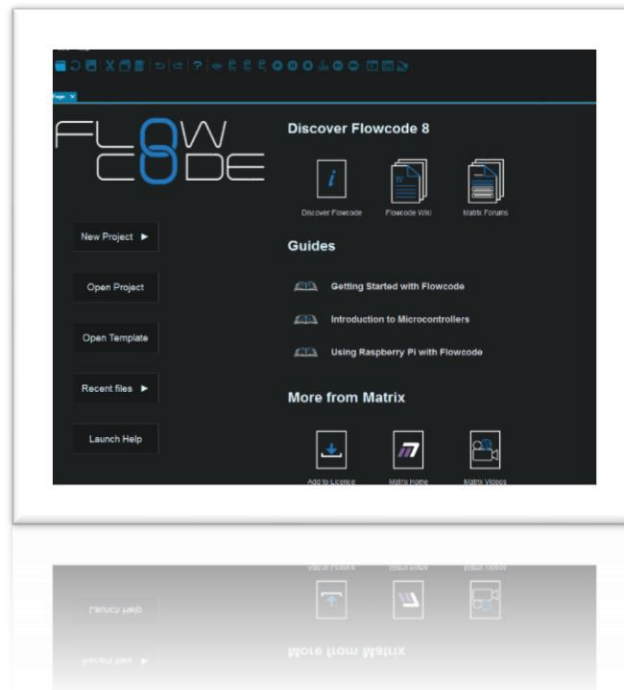 Page X
FLOW
CODE
New Project
Open Project
Open Template
Recent files
Launch Help
Discover Flowcode 8
Discover Flowcode
Flowcode Wiki
Matrix Forums
Guides
Getting Started with Flowcode
Introduction to Microcontrollers
Using Raspberry Pi with Flowcode
More from Matrix
Add to Licence
Matrix Home
Matrix Videos